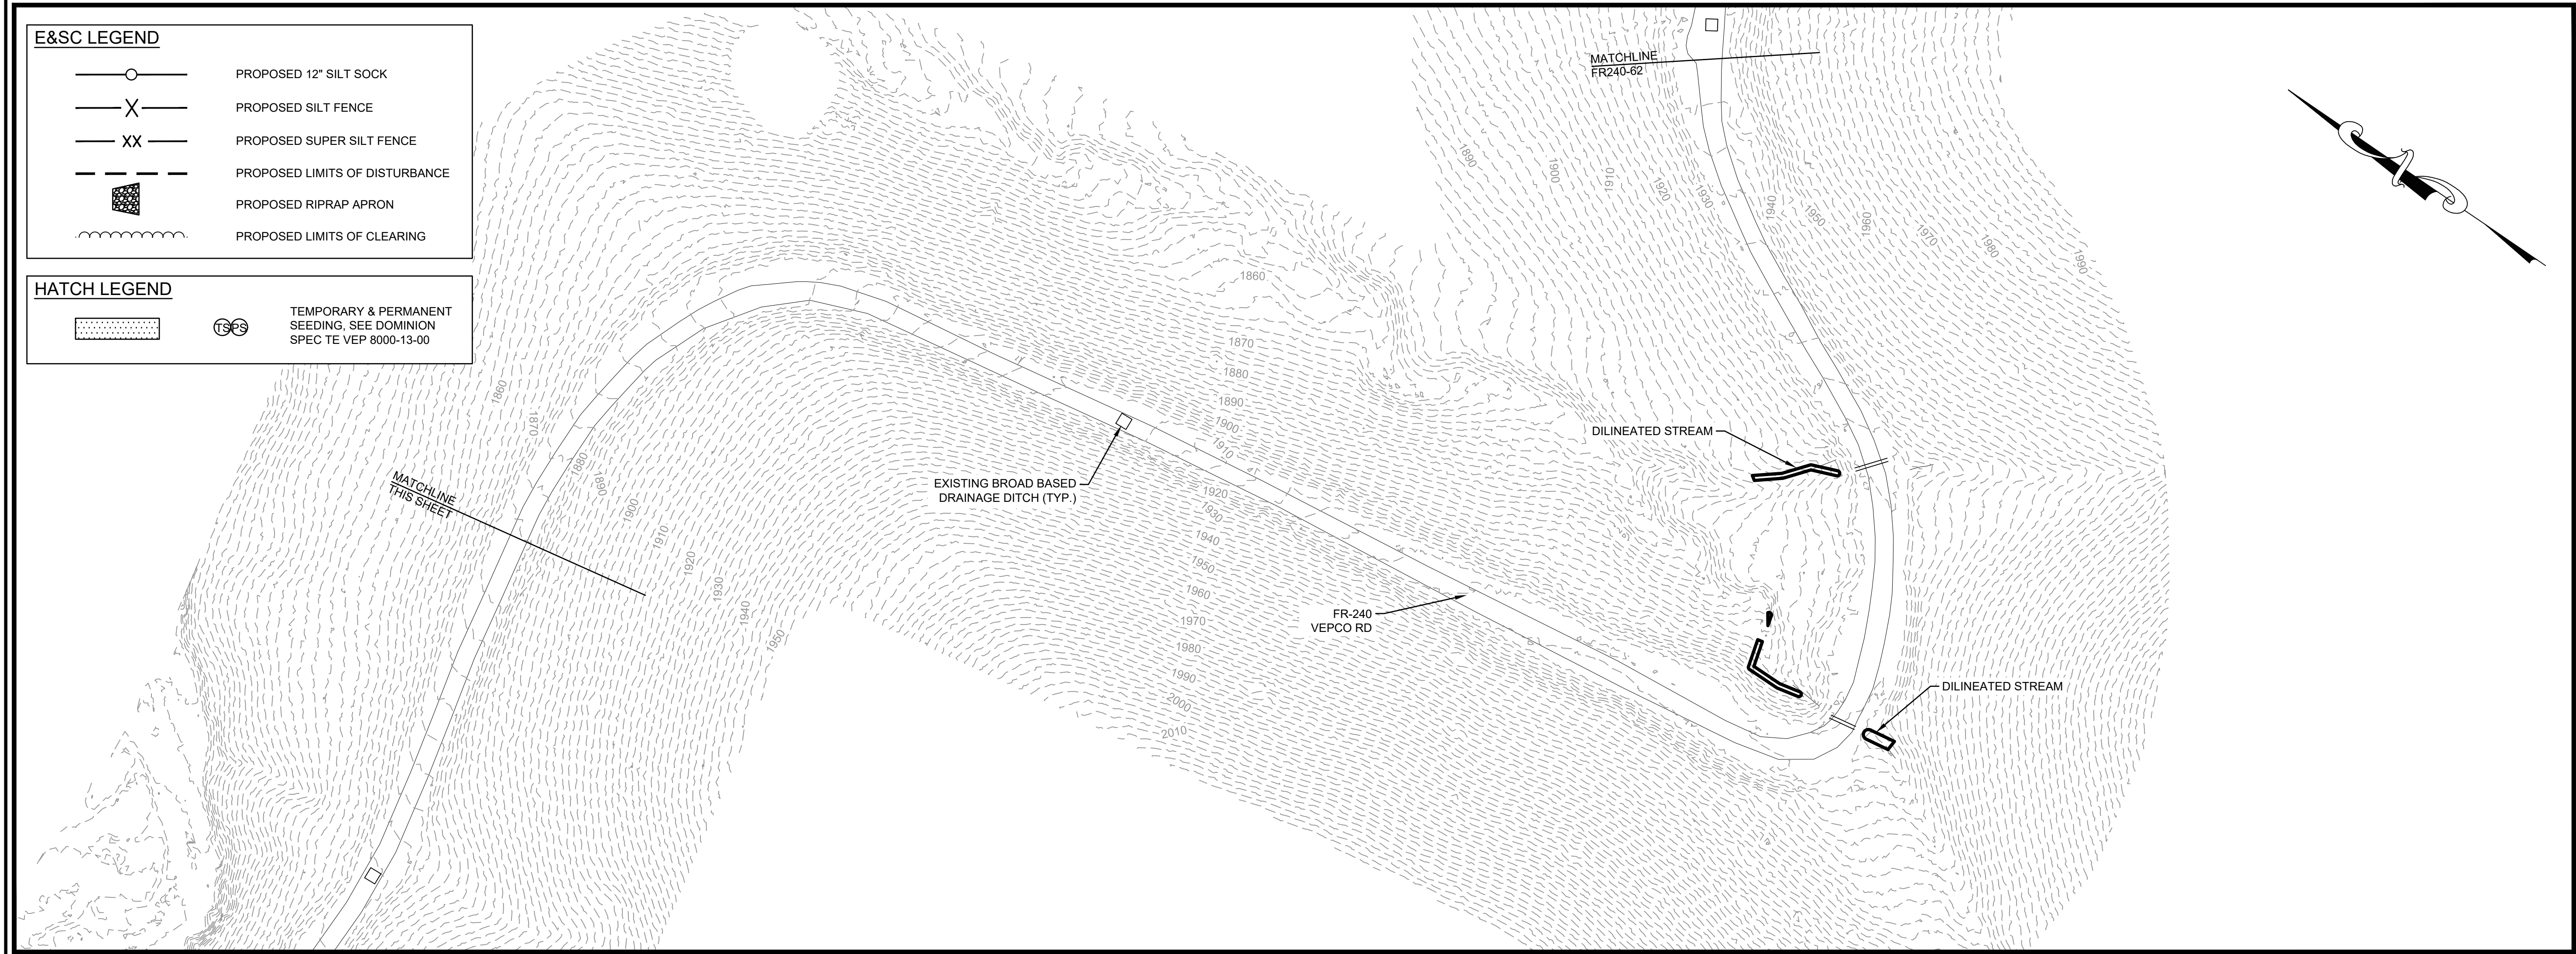 E&SC LEGEND
PROPOSED 12" SILT SOCK
X
PROPOSED SILT FENCE
XX
PROPOSED SUPER SILT FENCE
PROPOSED LIMITS OF DISTURBANCE
PROPOSED RIPRAP APRON
PROPOSED LIMITS OF CLEARING
HATCH LEGEND
TS PS
TEMPORARY & PERMANENT
SEEDING, SEE DOMINION
SPEC TE VEP 8000-13-00
MATCHLINE
FR240-62
1890
1900
1910
1920
1930
1940
1950
1960
1970
1980
1990
1860
1870
1880
1890
1900
1910
1920
1930
1940
1950
1960
1970
1980
1990
2000
2010
1860
1870
1880
1890
1900
1910
1920
1930
1940
1950
MATCHLINE
THIS SHEET
EXISTING BROAD BASED
DRAINAGE DITCH (TYP.)
FR-240
VEPCO RD
DILINEATED STREAM
DILINEATED STREAM